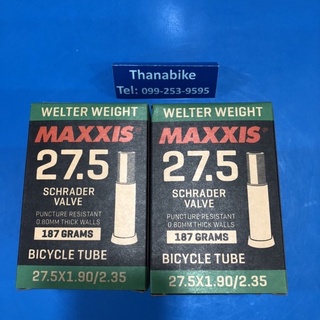 Thanabike
Tel: 099-253-9595
WELTER WEIGHT
MAXXIS
27.5
SCHRADER
VALVE
PUNCTURE RESISTANT
0.80MM THICK WALLS
187 GRAMS
BICYCLE TUBE
27.5X1.90/2.35
WELTER WEIGHT
MAXXIS
27.5
SCHRADER
VALVE
PUNCTURE RESISTANT
0.80MM THICK WALLS
187 GRAMS
BICYCLE TUBE
27.5X1.90/2.35